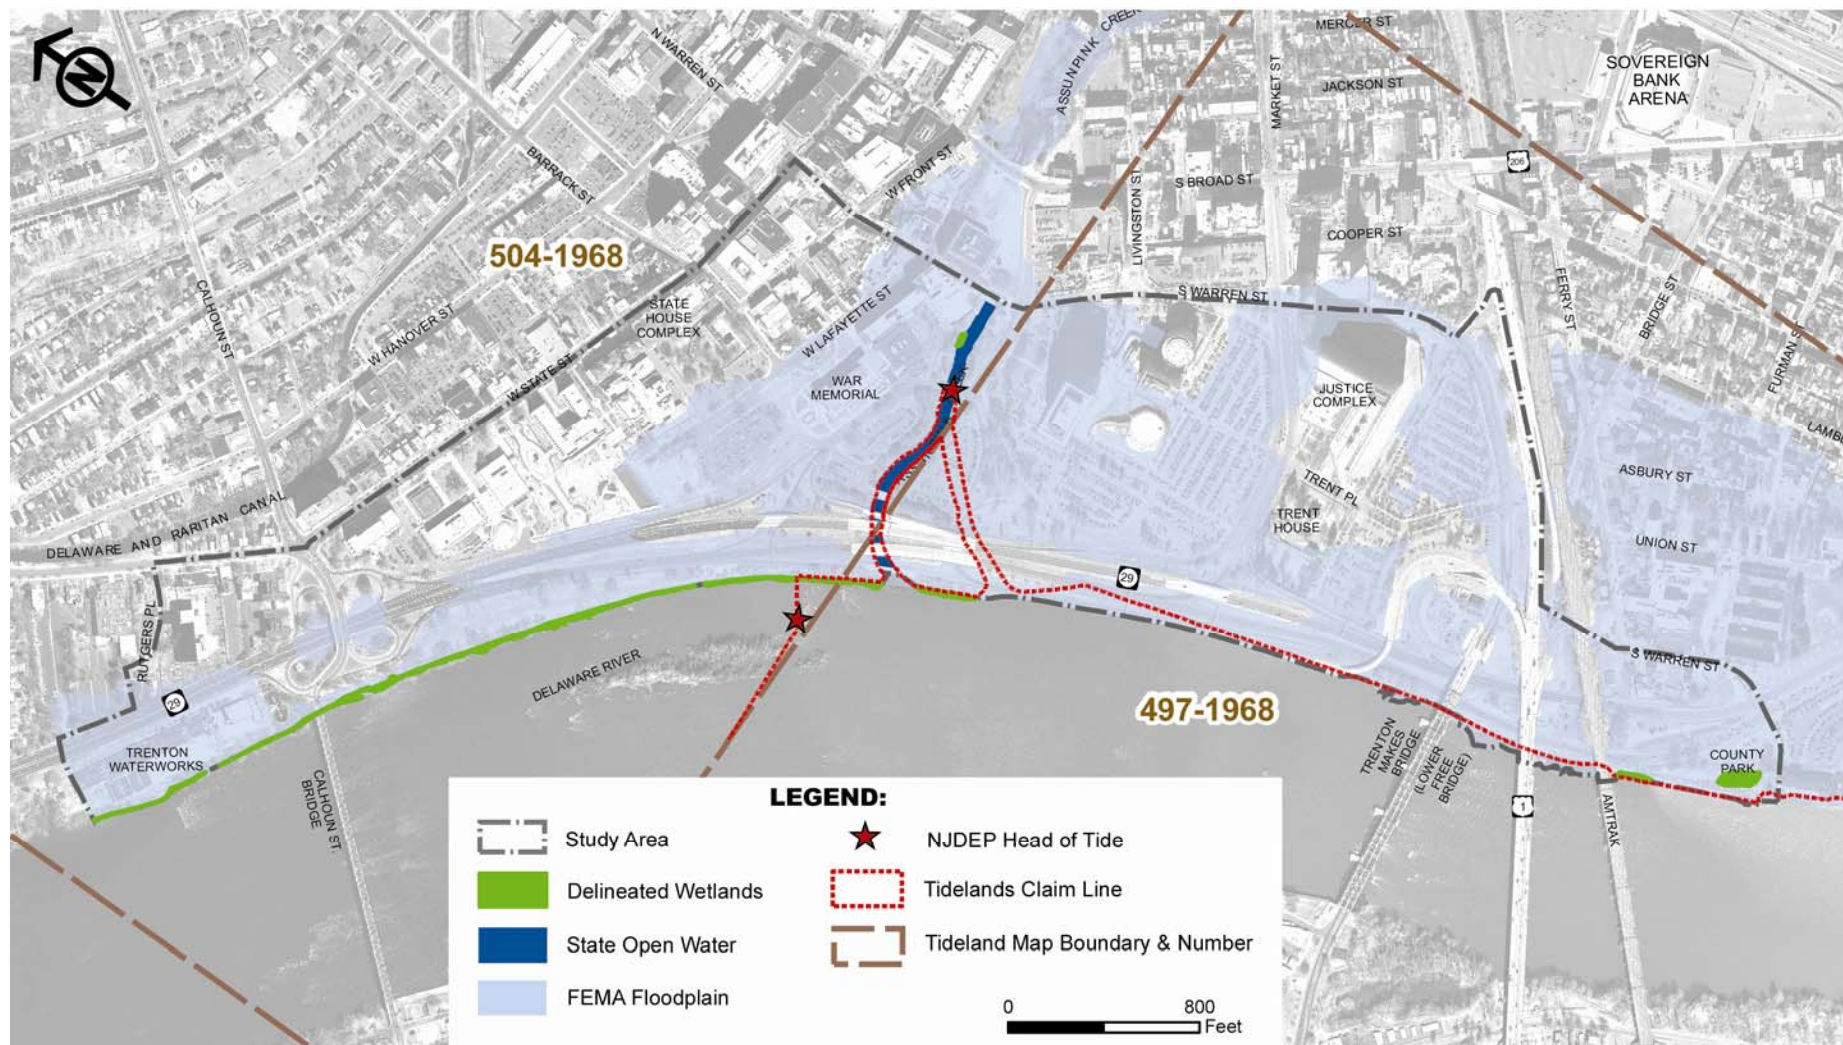 N
MERCER ST
N WARREN ST
ASSUNPINK CREEK
JACKSON ST
MARKET ST
SOVEREIGN
BANK
ARENA
206
BARRACK ST
W FRONT ST
LIVINGSTON ST
S BROAD ST
COOPER ST
504-1968
CALHOUN ST
W HANOVER ST
STATE
HOUSE
COMPLEX
W LAFAYETTE ST
S WARREN ST
FERRY ST
BRIDGE ST
FURMAN ST
W STATE ST
WAR
MEMORIAL
JUSTICE
COMPLEX
ASBURY ST
DELAWARE AND RARITAN CANAL
TRENT PL
TRENT
HOUSE
UNION ST
29
RUTGERS PL
DELAWARE RIVER
S WARREN ST
29
497-1968
TRENTON
WATERWORKS
CALHOUN ST.
BRIDGE
TRENTON
MAKES
BRIDGE
(LOWER
FREE
BRIDGE)
COUNTY
PARK
1
AMTRAK
LEGEND:
Study Area
NJDEP Head of Tide
Delineated Wetlands
Tidelands Claim Line
State Open Water
Tideland Map Boundary & Number
FEMA Floodplain
0 800
Feet